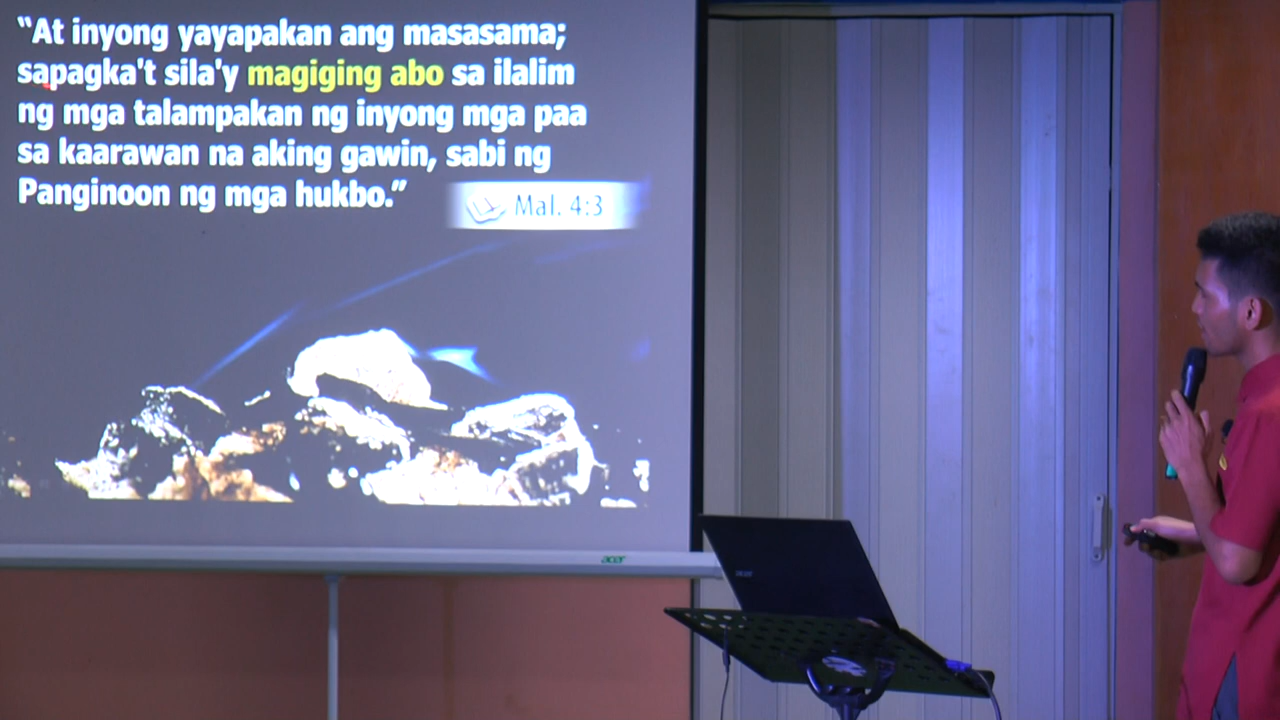 “At inyong yayapakan ang masasama;
sapagka't sila'y magiging abo sa ilalim
ng mga talampakan ng inyong mga paa
sa kaarawan na aking gawin, sabi ng
Panginoon ng mga hukbo.”
Mal. 4:3
acer
acer